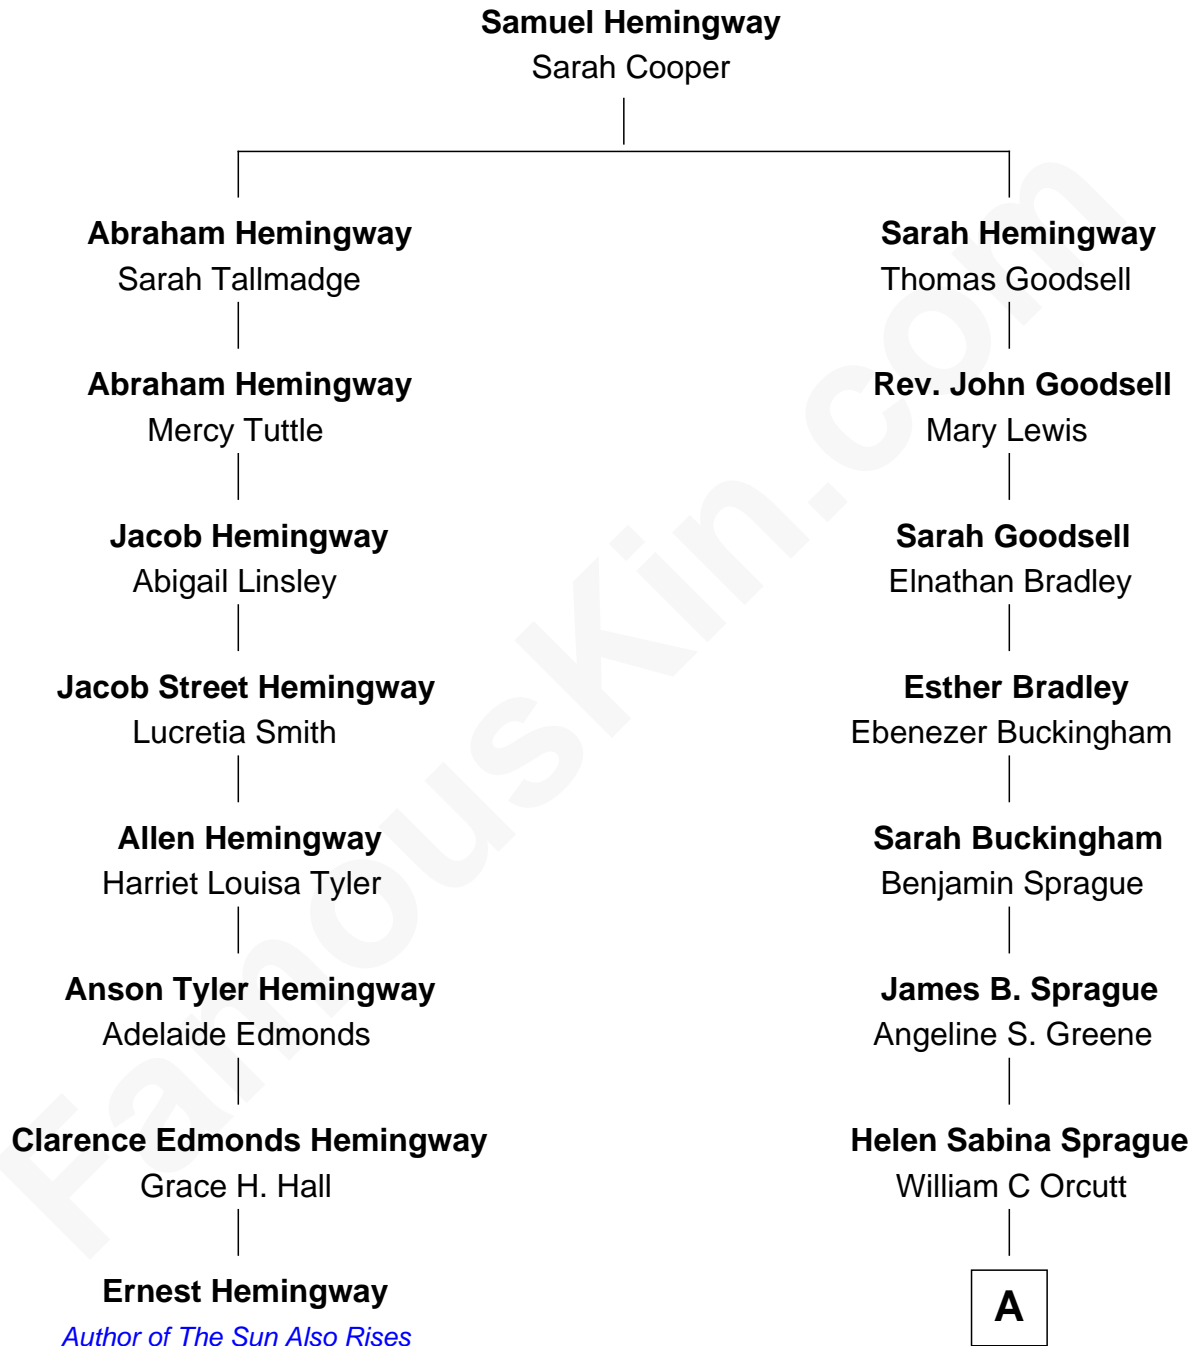 Samuel Hemingway
Sarah Cooper
Abraham Hemingway
Sarah Tallmadge
Sarah Hemingway
Thomas Goodsell
Abraham Hemingway
Mercy Tuttle
Rev. John Goodsell
Mary Lewis
Jacob Hemingway
Abigail Linsley
Sarah Goodsell
Elnathan Bradley
Jacob Street Hemingway
Lucretia Smith
Esther Bradley
Ebenezer Buckingham
Allen Hemingway
Harriet Louisa Tyler
Sarah Buckingham
Benjamin Sprague
Anson Tyler Hemingway
Adelaide Edmonds
James B. Sprague
Angeline S. Greene
Clarence Edmonds Hemingway
Grace H. Hall
Helen Sabina Sprague
William C Orcutt
Ernest Hemingway
Author of The Sun Also Rises
A
FamousKin.com